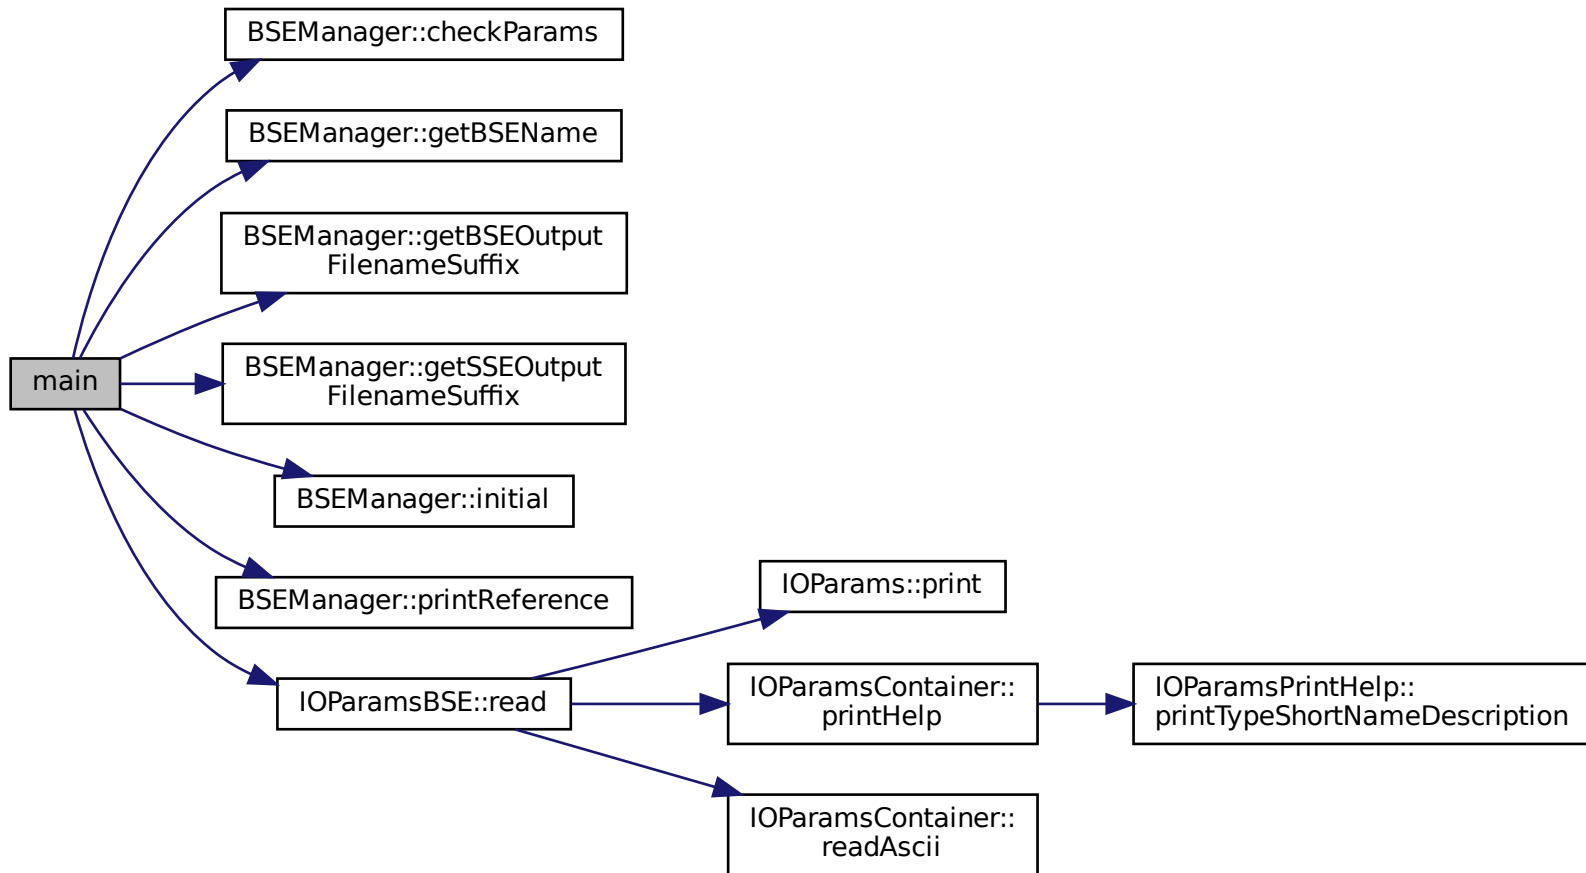 BSEManager::checkParams
BSEManager::getBSEName
BSEManager::getBSEOutput
FilenameSuffix
main
BSEManager::getSSEOutput
FilenameSuffix
BSEManager::initial
BSEManager::printReference
IOParamsBSE::read
IOParams::print
IOParamsContainer::
printHelp
IOParamsPrintHelp::
printTypeShortNameDescription
IOParamsContainer::
readAscii